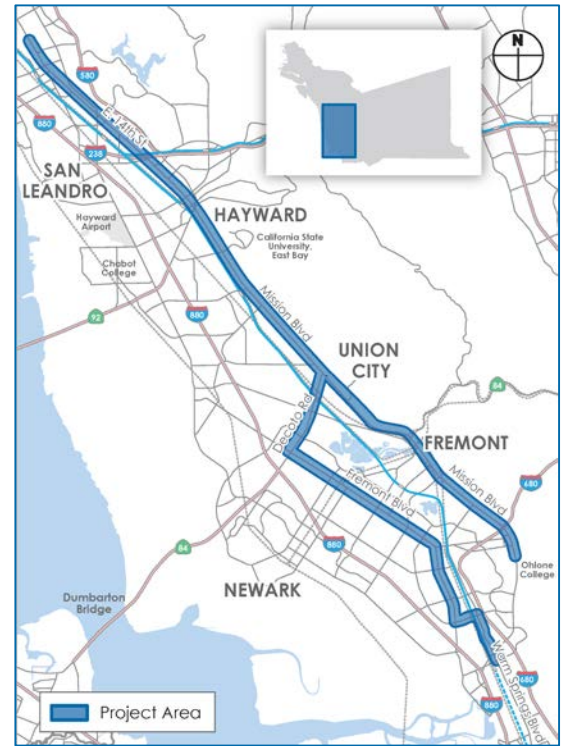 N
580
E. 14th St
880
238
SAN
LEANDRO
Hayward
Airport
HAYWARD
California State
University,
East Bay
Chabot
College
92
880
Mission Blvd
UNION
CITY
84
Decoto Rd
FREMONT
Mission Blvd
680
Fremont Blvd
880
84
Ohlone
College
NEWARK
Dumbarton
Bridge
Warm Springs Blvd
680
880
Project Area